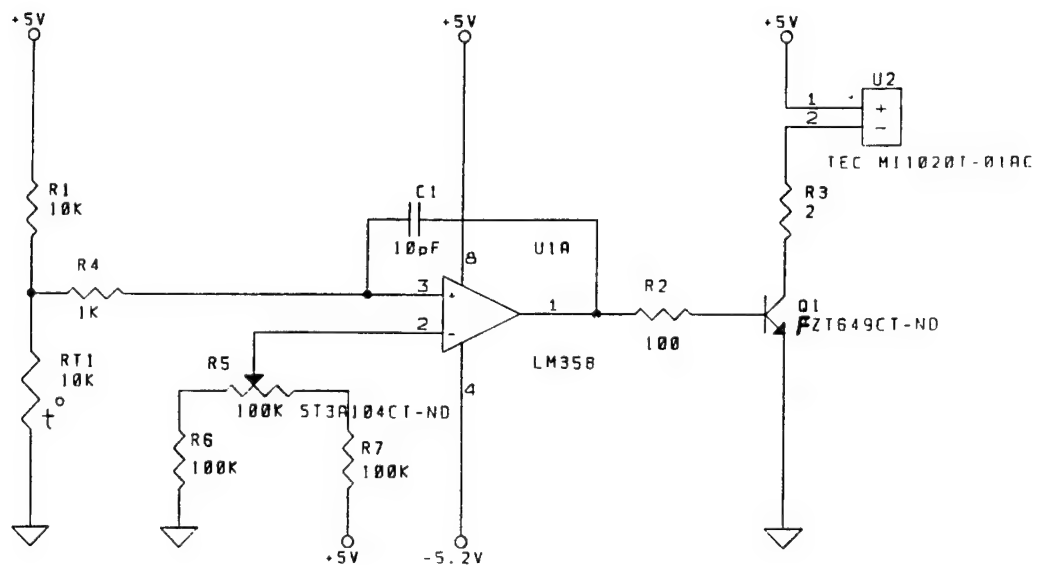 +5V
+5V
+5V
U2
1
+
2
-
TEC MI1020T-01AC
R1
10K
C1
10pF
8
U1A
R3
2
R4
1K
3
+
2
-
1
R2
100
Q1
FZT649CT-ND
LM358
RT1
10K
t°
R5
100K
ST3A104CT-ND
4
R6
100K
R7
100K
+5V
-5.2V